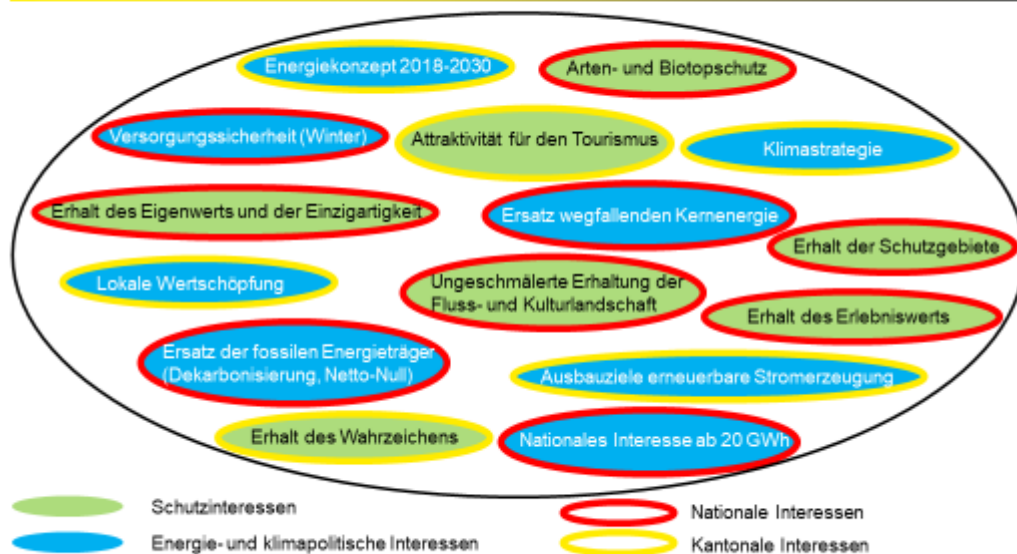 Energiekonzept 2018-2030
Arten- und Biotopschutz
Versorgungssicherheit (Winter)
Attraktivität für den Tourismus
Klimastrategie
Erhalt des Eigenwerts und der Einzigartigkeit
Ersatz wegfallenden Kernenergie
Erhalt der Schutzgebiete
Lokale Wertschöpfung
Ungeschmälerte Erhaltung der
Fluss- und Kulturlandschaft
Erhalt des Erlebniswerts
Ersatz der fossilen Energieträger
(Dekarbonisierung, Netto-Null)
Ausbauziele erneuerbare Stromerzeugung
Erhalt des Wahrzeichens
Nationales Interesse ab 20 GWh
Schutzinteressen
Nationale Interessen
Energie- und klimapolitische Interessen
Kantonale Interessen